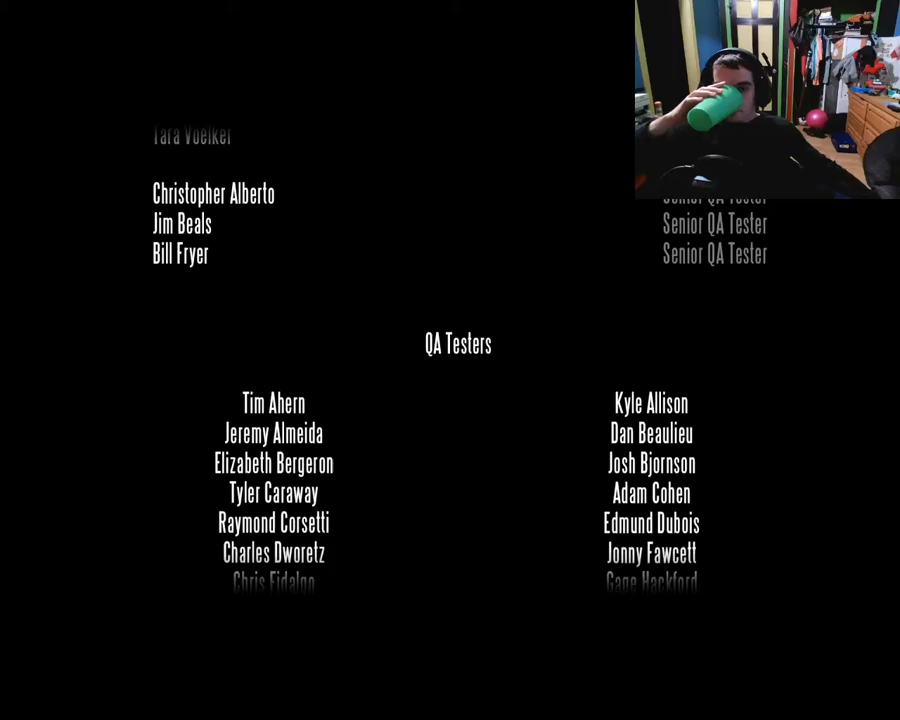 Tara Voelker
Christopher Alberto Senior QA Tester
Jim Beals Senior QA Tester
Bill Fryer Senior QA Tester
QA Testers
Tim Ahern Kyle Allison
Jeremy Almeida Dan Beaulieu
Elizabeth Bergeron Josh Bjornson
Tyler Caraway Adam Cohen
Raymond Corsetti Edmund Dubois
Charles Dworetz Jonny Fawcett
Chris Fidalgo Gage Hackford